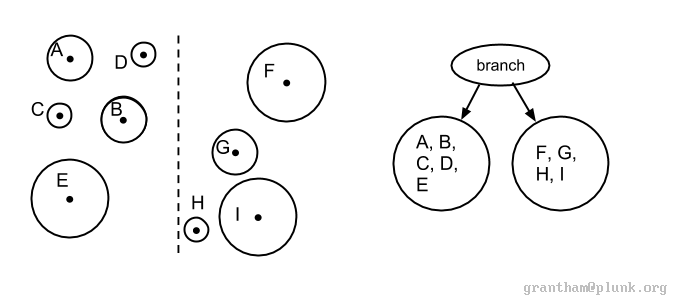 A
D
C
B
E
F
G
H
I
branch
A, B,
C, D,
E
F, G,
H, I
grantham@plunk.org